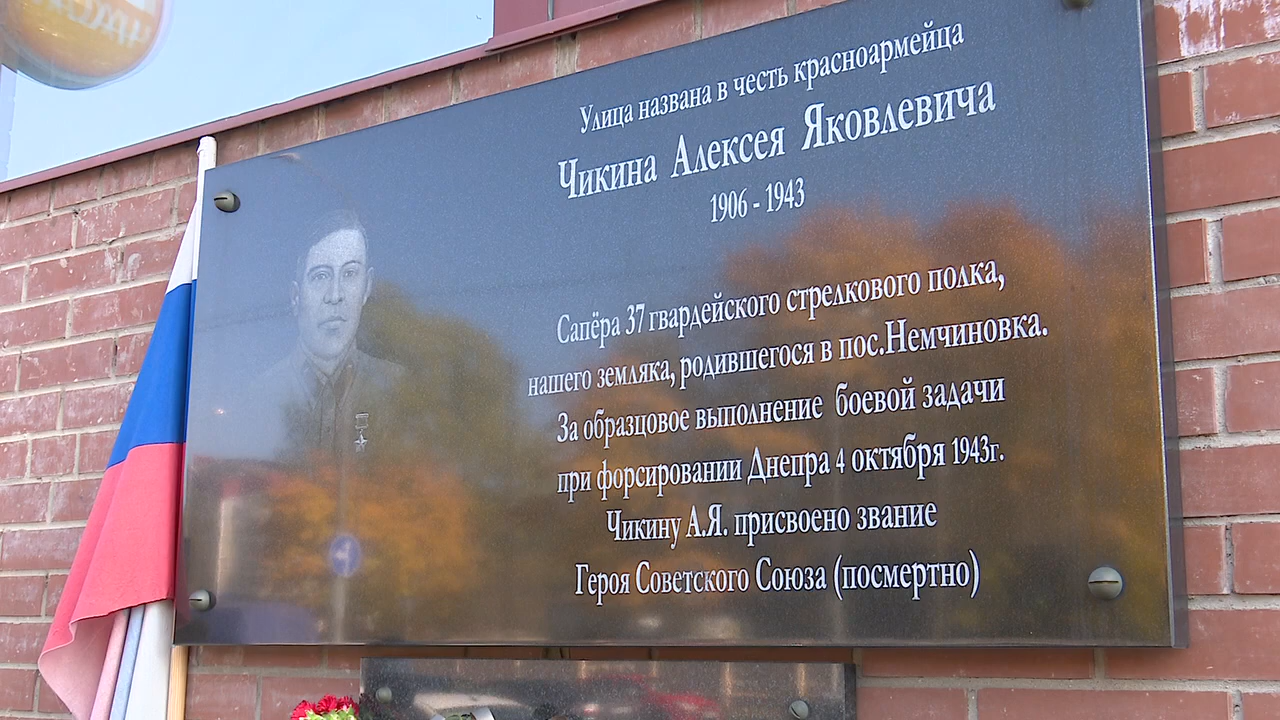 Улица названа в честь красноармейца
Чикина Алексея Яковлевича
1906 - 1943
Сапёра 37 гвардейского стрелкового полка,
нашего земляка, родившегося в пос.Немчиновка.
За образцовое выполнение боевой задачи
при форсировании Днепра 4 октября 1943г.
Чикину А.Я. присвоено звание
Героя Советского Союза (посмертно)